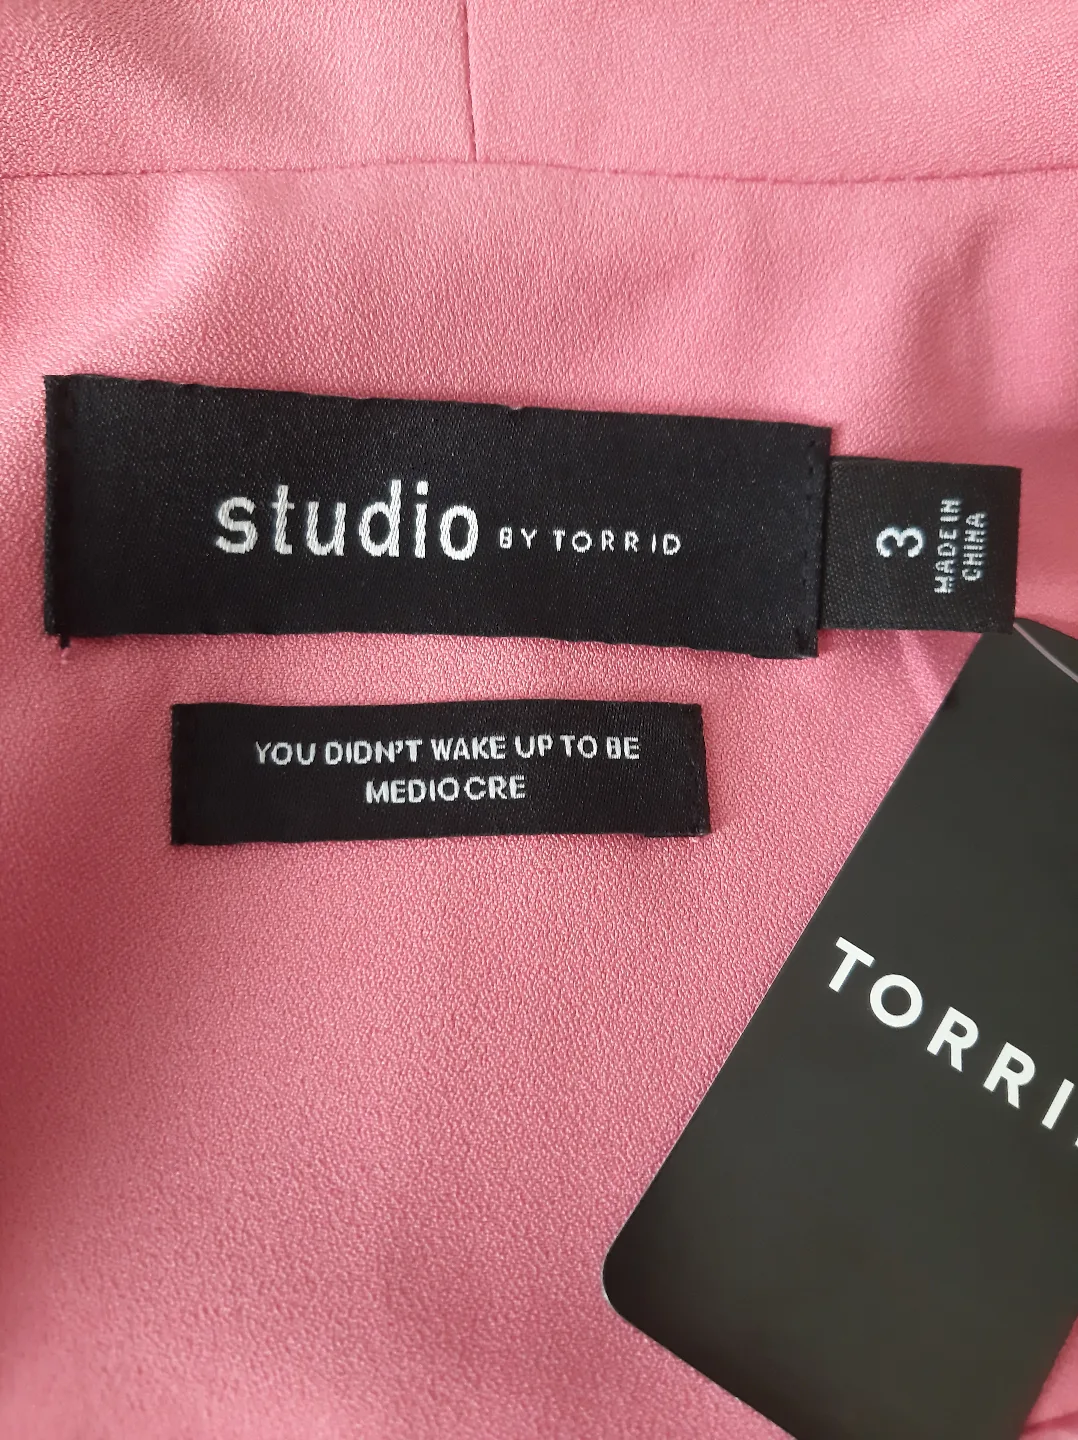 studio BY TORRID
3
MADE IN
CHINA
YOU DIDN'T WAKE UP TO BE
MEDIOCRE
TORRI